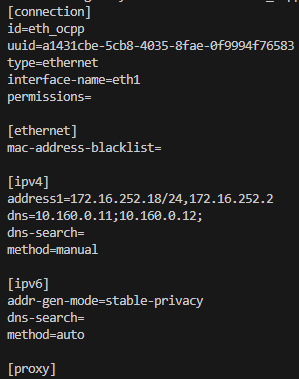 [connection]
id=eth_ocpp
uuid=a1431cbe-5cb8-4035-8fae-0f9994f76583
type=ethernet
interface-name=eth1
permissions=
[ethernet]
mac-address-blacklist=
[ipv4]
address1=172.16.252.18/24,172.16.252.2
dns=10.160.0.11;10.160.0.12;
dns-search=
method=manual
[ipv6]
addr-gen-mode=stable-privacy
dns-search=
method=auto
[proxy]